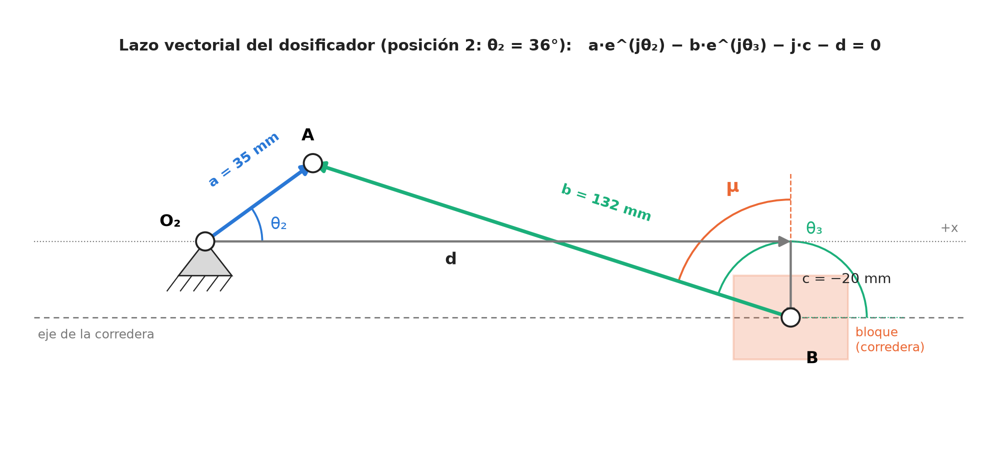 Lazo vectorial del dosificador (posición 2: θ₂ = 36°):   a·e^(jθ₂) − b·e^(jθ₃) − j·c − d = 0
A
a = 35 mm
μ
b = 132 mm
O₂
θ₂
θ₃
+x
d
c = −20 mm
eje de la corredera
bloque
(corredera)
B